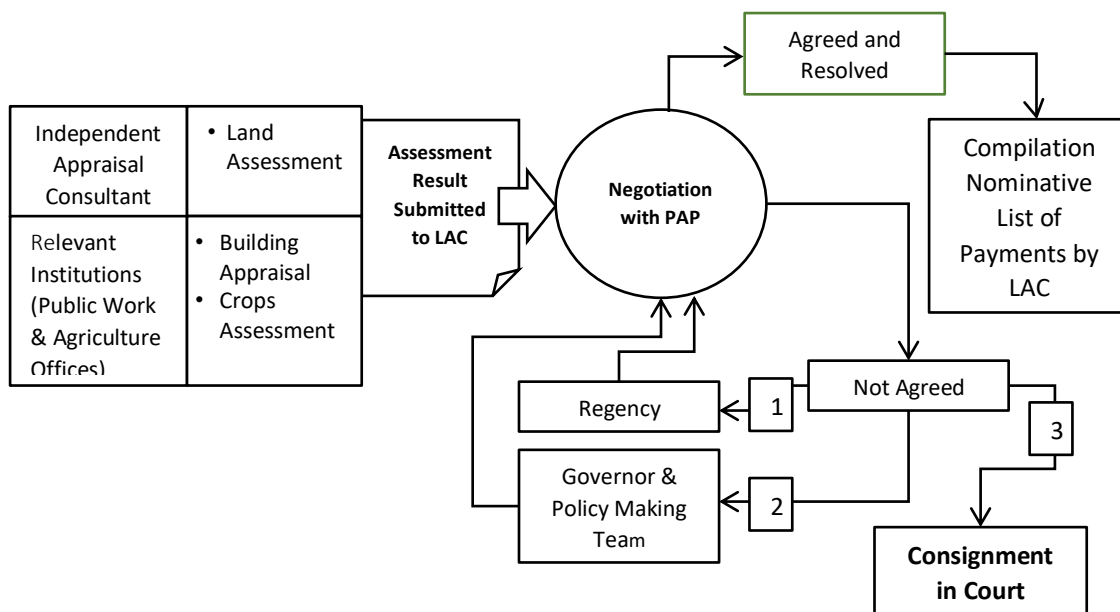 Agreed and
Resolved
Independent
Appraisal
Consultant
• Land
Assessment
Relevant
Institutions
(Public Work
& Agriculture
Offices)
• Building
Appraisal
• Crops
Assessment
Assessment
Result
Submitted
to LAC
Negotiation
with PAP
Compilation
Nominative
List of
Payments by
LAC
Not Agreed
1
Regency
3
Governor &
Policy Making
Team
2
Consignment
in Court